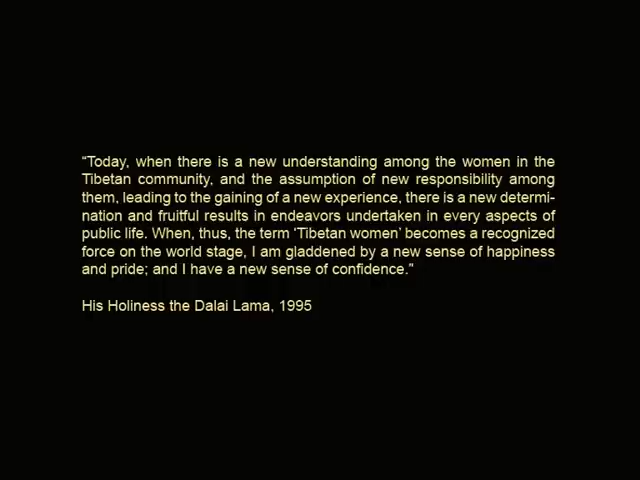 “Today, when there is a new understanding among the women in the
Tibetan community, and the assumption of new responsibility among
them, leading to the gaining of a new experience, there is a new determi-
nation and fruitful results in endeavors undertaken in every aspects of
public life. When, thus, the term ‘Tibetan women’ becomes a recognized
force on the world stage, I am gladdened by a new sense of happiness
and pride; and I have a new sense of confidence.”
His Holiness the Dalai Lama, 1995